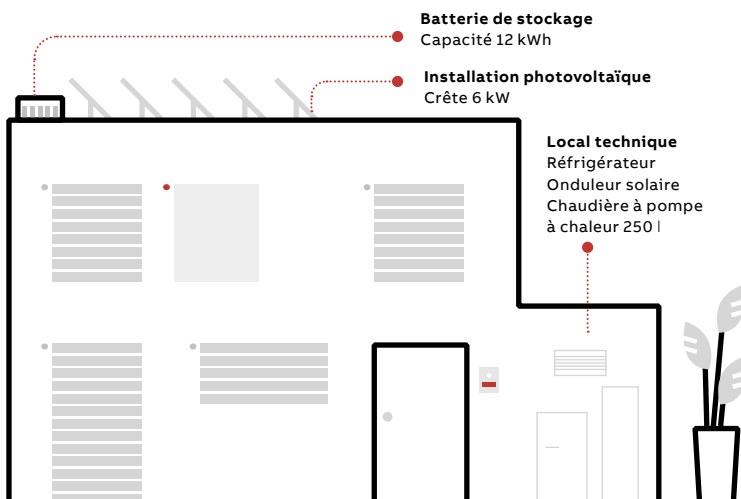 Batterie de stockage
Capacité 12 kWh
Installation photovoltaïque
Crête 6 kW
Local technique
Réfrigérateur
Onduleur solaire
Chaudière à pompe
à chaleur 250 l